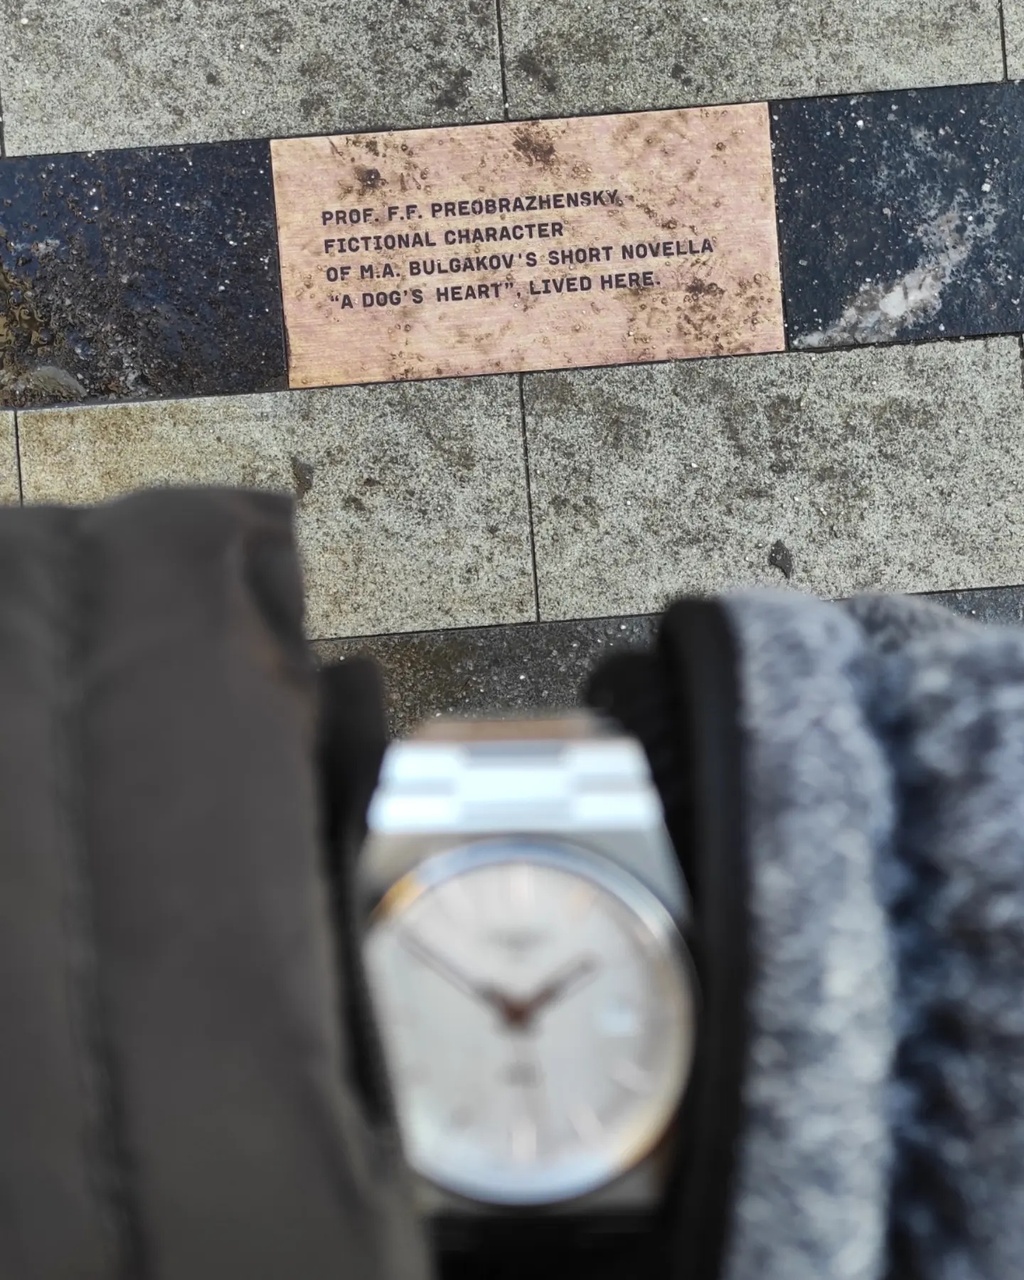 PROF. F.F. PREOBRAZHENSKY,
FICTIONAL CHARACTER
OF M.A. BULGAKOV'S SHORT NOVELLA
“A DOG'S HEART”, LIVED HERE.